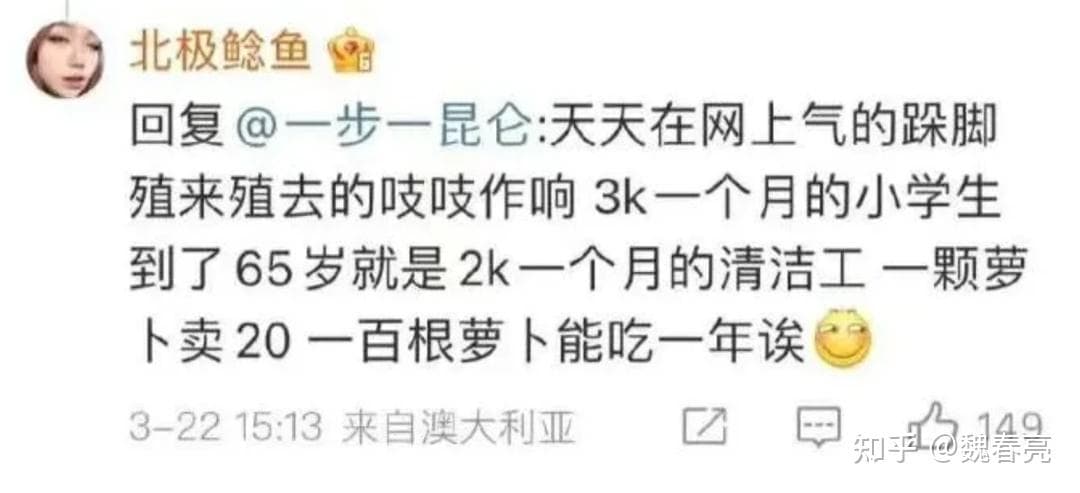 北极鲶鱼
回复@一步一昆仑:天天在网上气的跺脚
殖来殖去的吱吱作响 3k一个月的小学生
到了65岁就是2k一个月的清洁工 一颗萝
卜卖20 一百根萝卜能吃一年诶
3-22 15:13 来自澳大利亚
149
知乎 @魏春亮